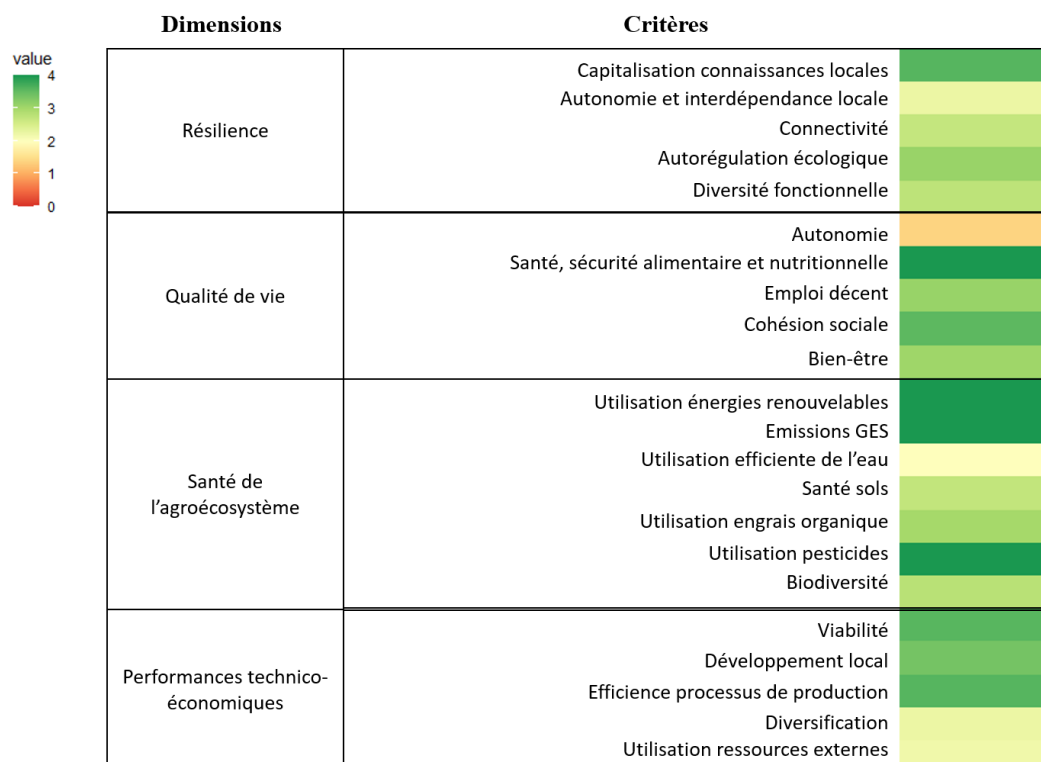 Dimensions
Critères
value
4
3
2
1
0
Résilience
Capitalisation connaissances locales
Autonomie et interdépendance locale
Connectivité
Autorégulation écologique
Diversité fonctionnelle
Qualité de vie
Autonomie
Santé, sécurité alimentaire et nutritionnelle
Emploi décent
Cohésion sociale
Bien-être
Santé de
l’agroécosystème
Utilisation énergies renouvelables
Emissions GES
Utilisation efficiente de l’eau
Santé sols
Utilisation engrais organique
Utilisation pesticides
Biodiversité
Performances technico-
économiques
Viabilité
Développement local
Efficience processus de production
Diversification
Utilisation ressources externes